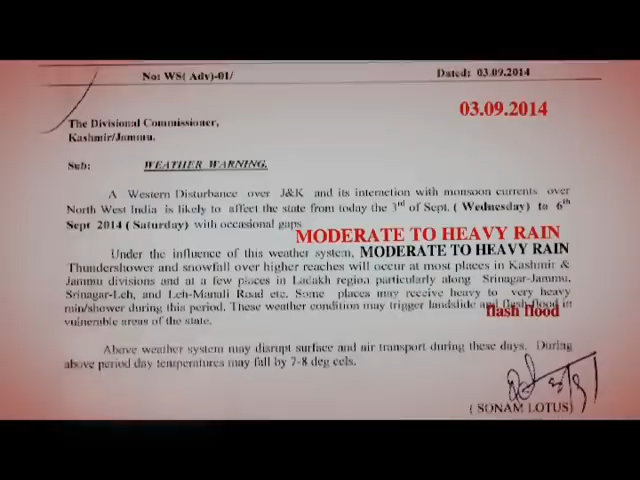 No: WS( Adv)-01/ Dated: 03.09.2014
03.09.2014
The Divisional Commissioner,
Kashmir/Jammu.
Sub: WEATHER WARNING.
A Western Disturbance over J&K and its interaction with monsoon currents over
North West India is likely to affect the state from today the 3rd of Sept. ( Wednesday) to 6th
Sept 2014 ( Saturday) with occasional gaps
MODERATE TO HEAVY RAIN
Under the influence of this weather system, MODERATE TO HEAVY RAIN
Thundershower and snowfall over higher reaches will occur at most places in Kashmir &
Jammu divisions and at a few places in Ladakh region particularly along Srinagar-Jammu,
Srinagar-Leh, and Leh-Manali Road etc. Some places may receive heavy to very heavy
rain/shower during this period. These weather condition may trigger landslide and flash flood in
flash flood
vulnerable areas of the state.
Above weather system may disrupt surface and air transport during these days. During
above period day temperatures may fall by 7-8 deg cels.
( SONAM LOTUS)